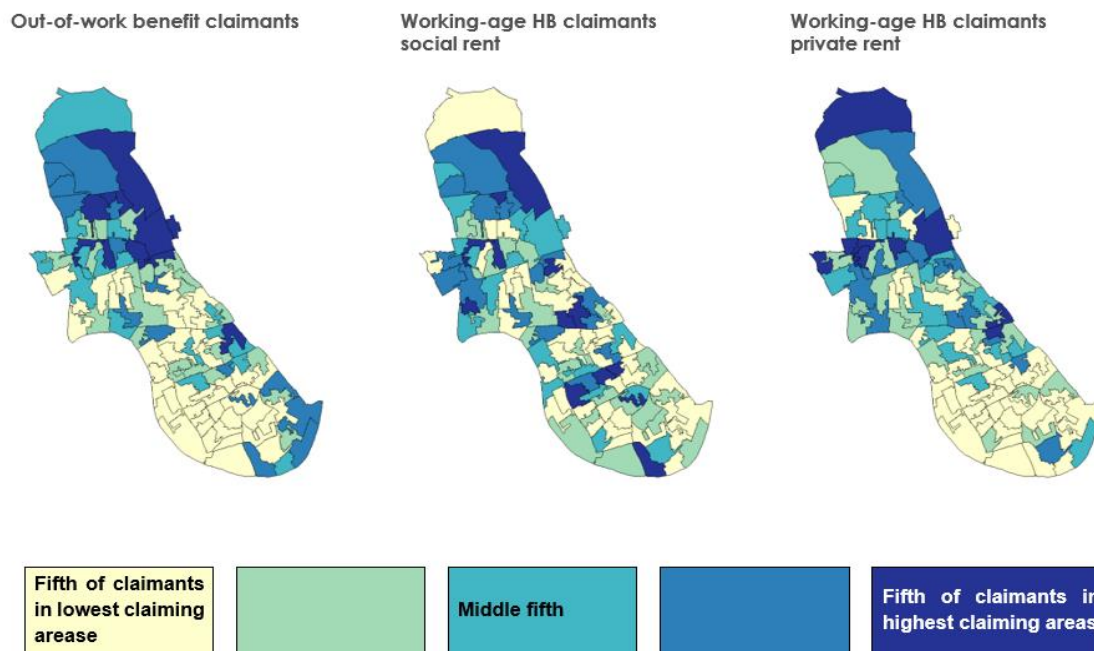 Out-of-work benefit claimants
Working-age HB claimants
social rent
Working-age HB claimants
private rent
Fifth of claimants
in lowest claiming
arease
Middle fifth
Fifth of claimants in
highest claiming areas